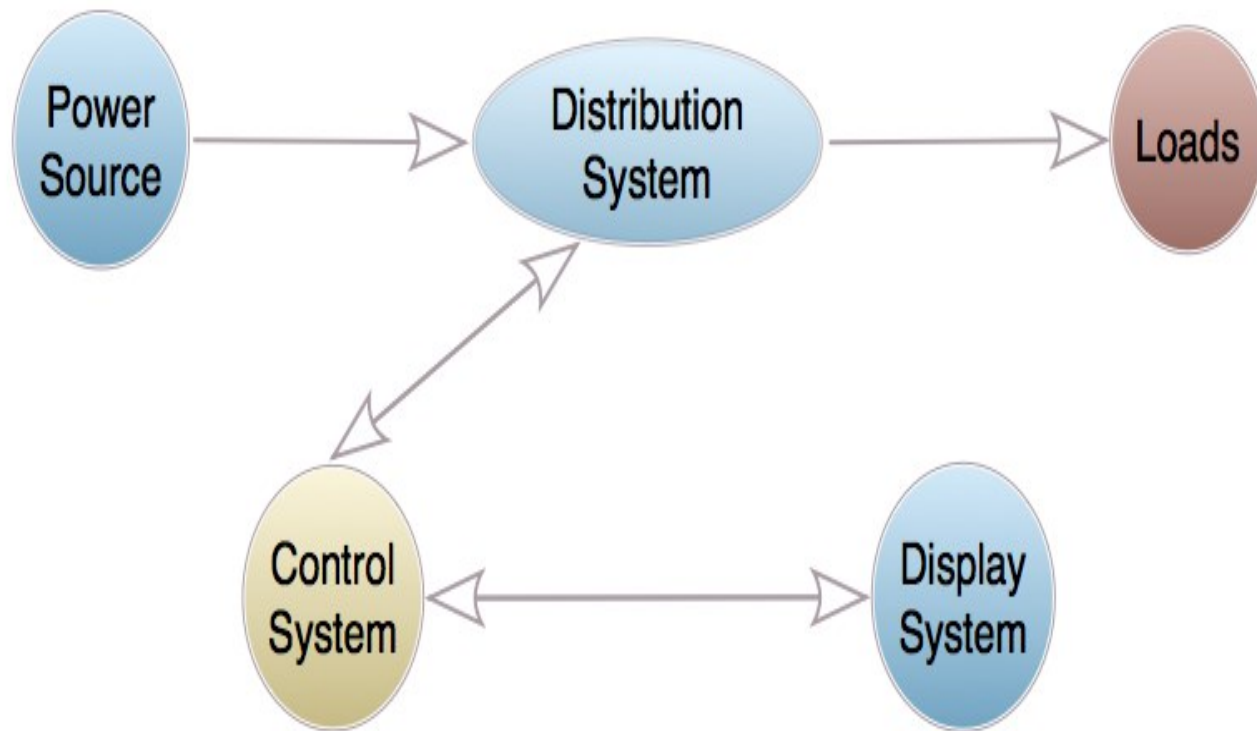 Power
Source
Distribution
System
Loads
Control
System
Display
System